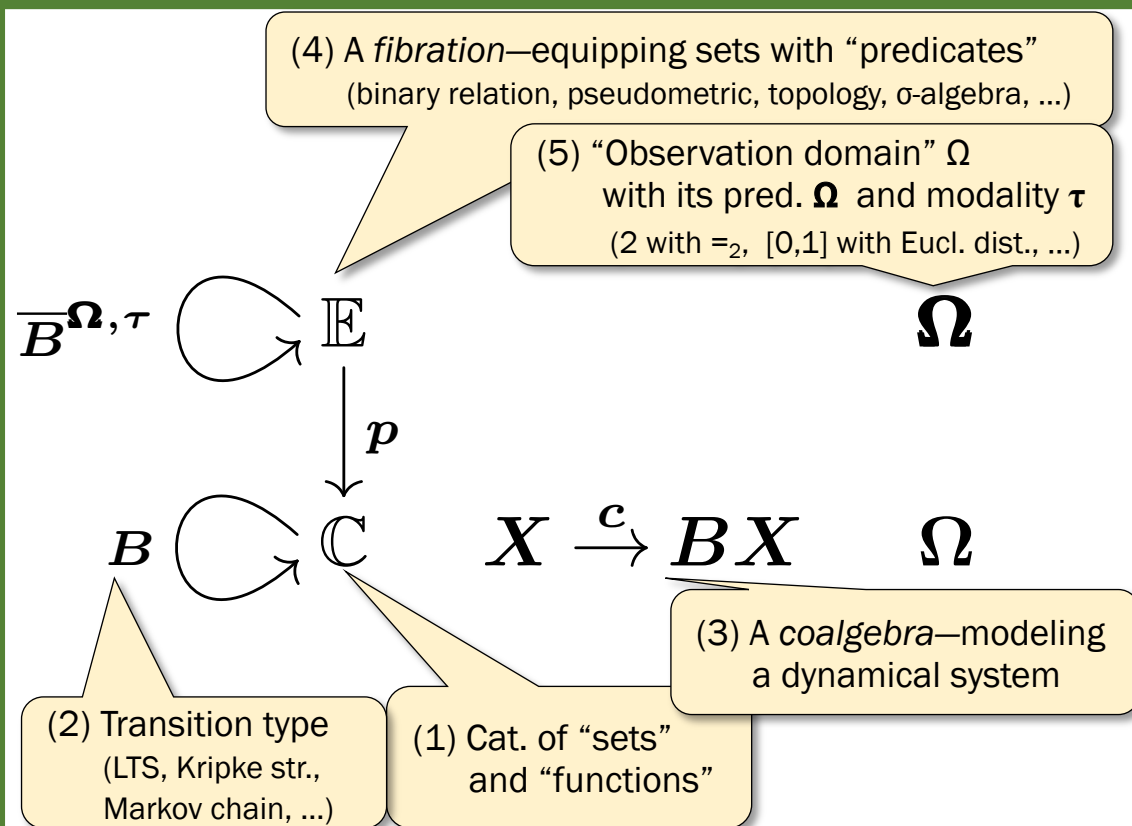 (4) A fibration—equipping sets with “predicates”
(binary relation, pseudometric, topology, σ-algebra, ...)
(5) “Observation domain” Ω
with its pred. 𝛀 and modality 𝛕
(2 with =₂, [0,1] with Eucl. dist., ...)
B̅^𝛀,τ 𝔼 𝛀
p
B ℂ X c→ BX Ω
(3) A coalgebra—modeling
a dynamical system
(2) Transition type
(LTS, Kripke str.,
Markov chain, ...)
(1) Cat. of “sets”
and “functions”